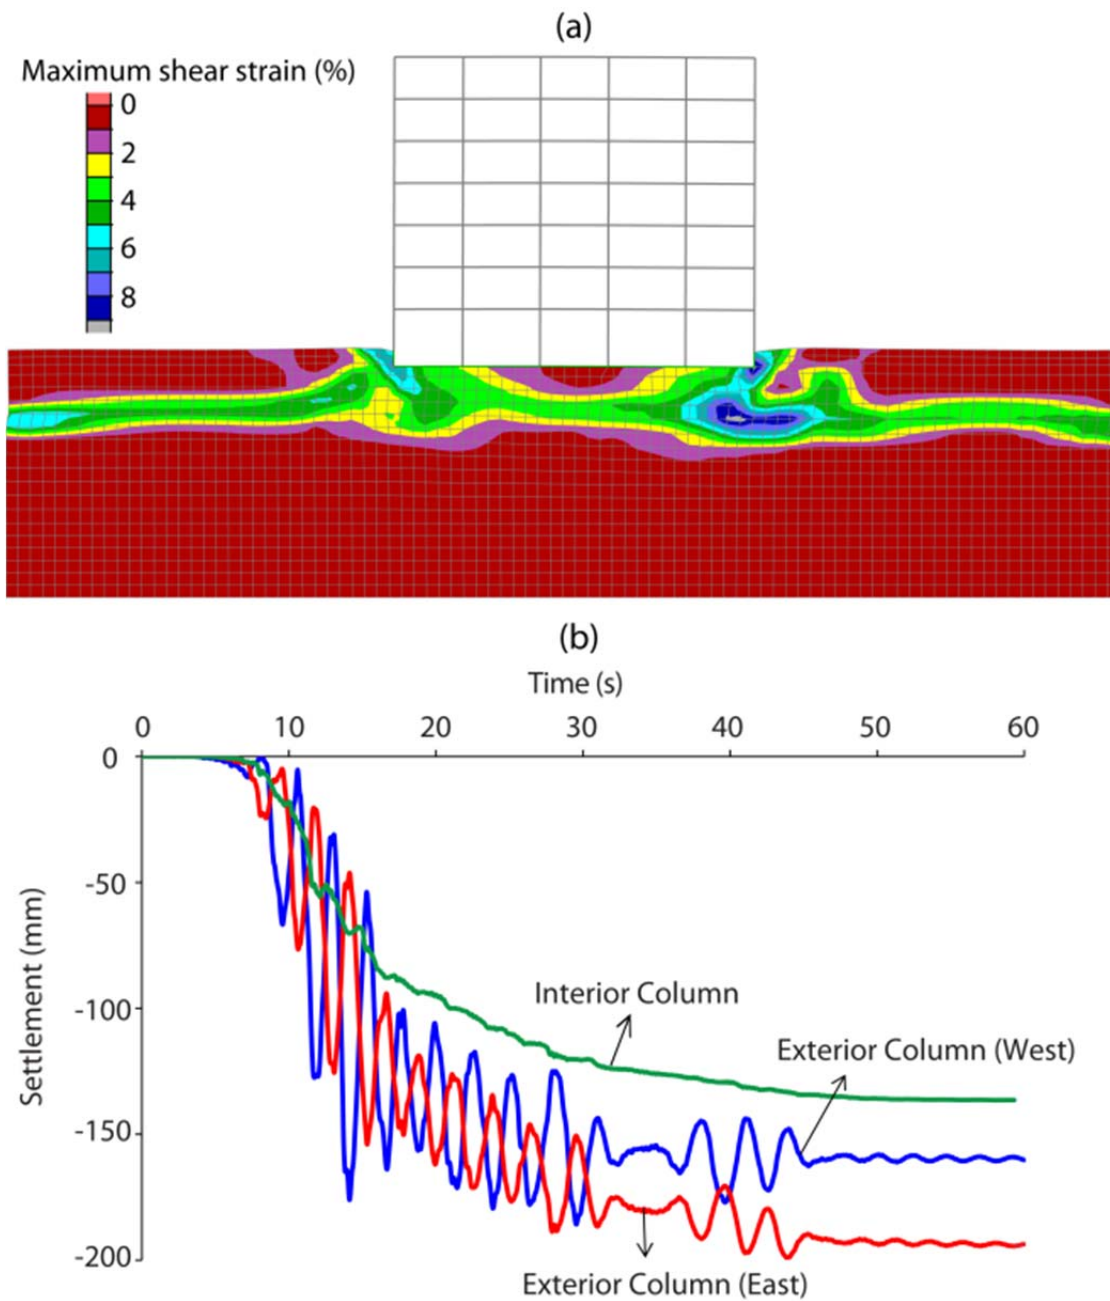 (a)
Maximum shear strain (%)
0
2
4
6
8
(b)
Time (s)
0 10 20 30 40 50 60
0
-50
-100
-150
-200
Settlement (mm)
Interior Column
Exterior Column (West)
Exterior Column (East)